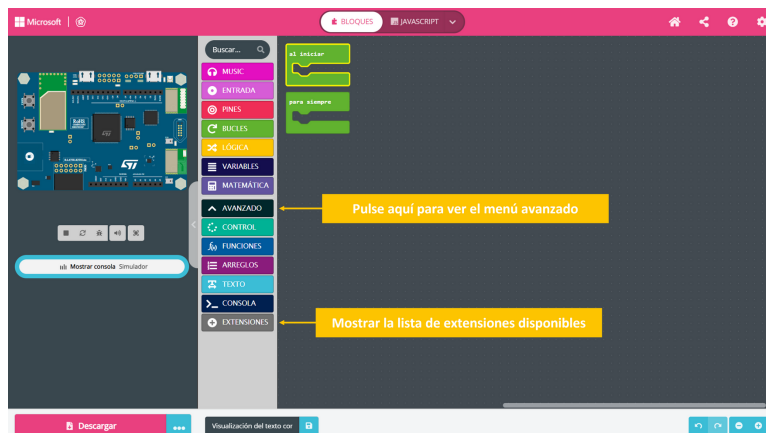 Microsoft
BLOQUES
JAVASCRIPT
Buscar...
al iniciar
MUSIC
ENTRADA
para siempre
PINES
BUCLES
LÓGICA
VARIABLES
MATEMÁTICA
AVANZADO
Pulse aquí para ver el menú avanzado
CONTROL
FUNCIONES
Mostrar consola Simulador
ARREGLOS
TEXTO
CONSOLA
EXTENSIONES
Mostrar la lista de extensiones disponibles
Descargar
Visualización del texto cor